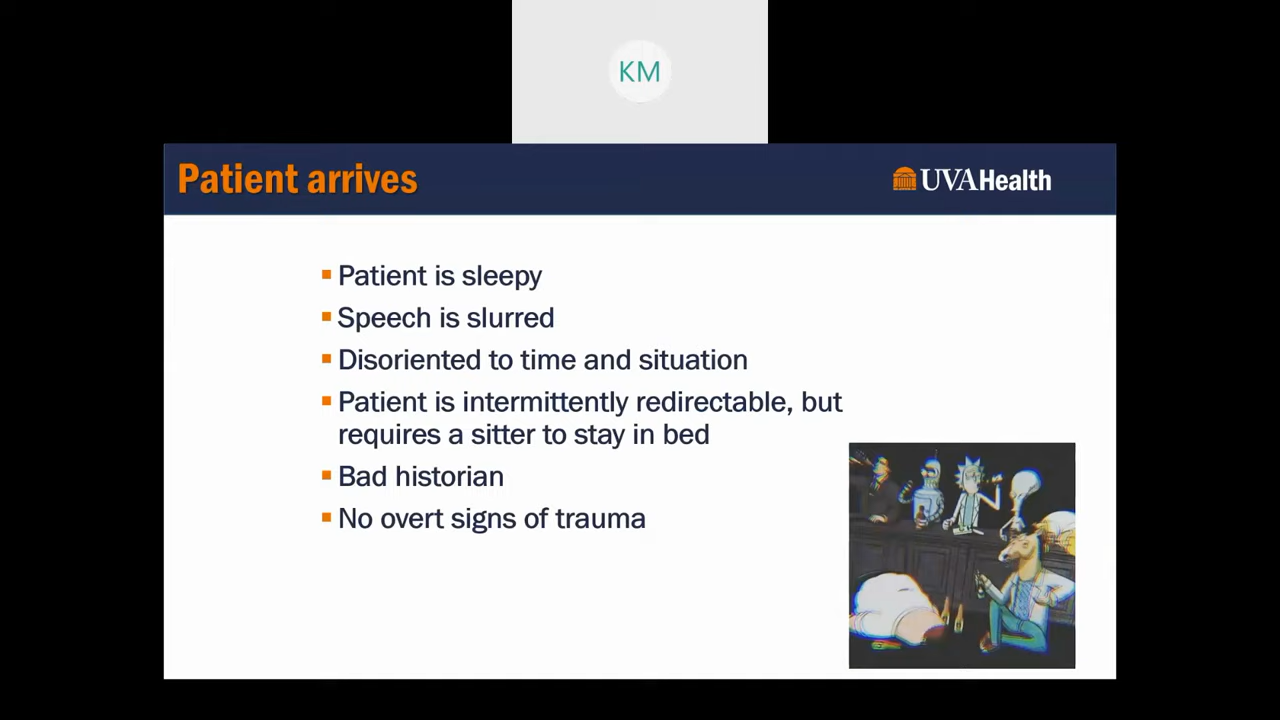 KM
Patient arrives
UVAHealth
Patient is sleepy
Speech is slurred
Disoriented to time and situation
Patient is intermittently redirectable, but
requires a sitter to stay in bed
Bad historian
No overt signs of trauma